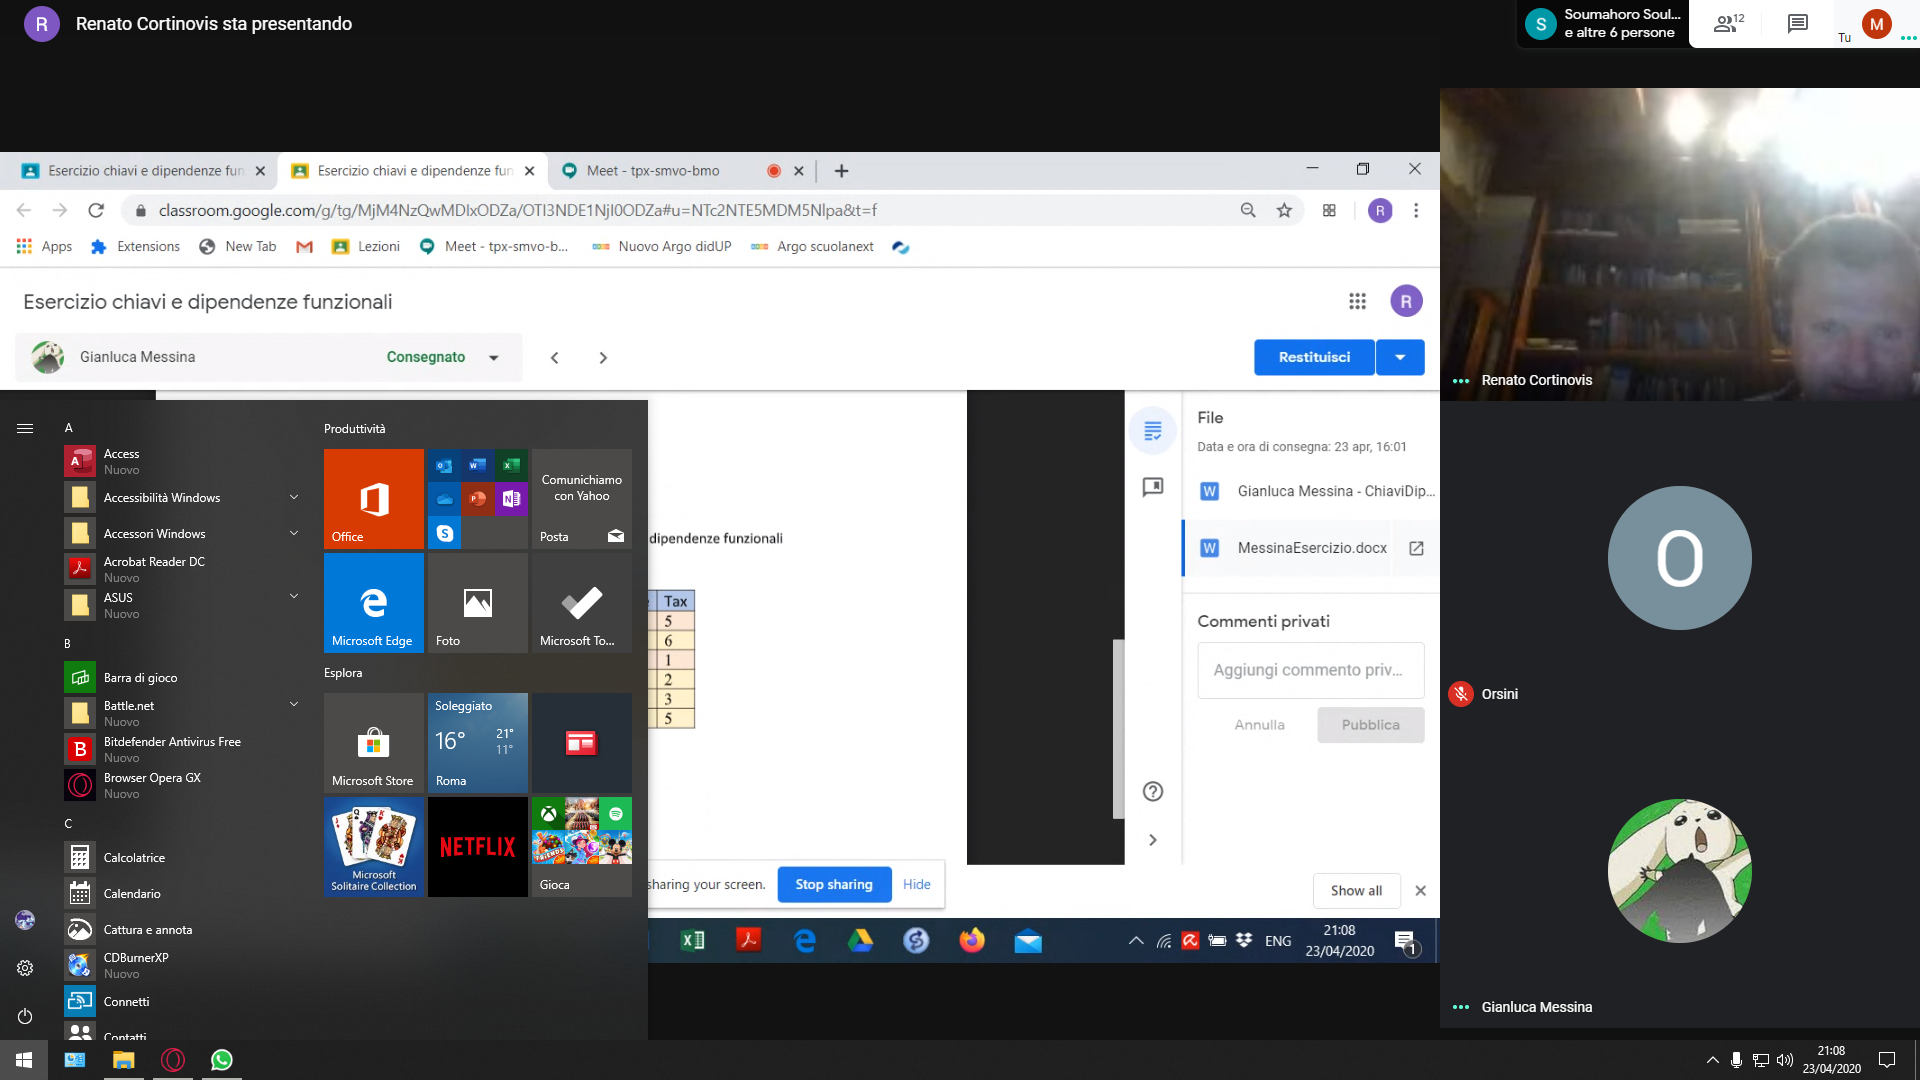 R Renato Cortinovis sta presentando
S Soumahoro Soul...
e altre 6 persone
12
Tu M
Esercizio chiavi e dipendenze fun
Esercizio chiavi e dipendenze fun
Meet - tpx-smvo-bmo
classroom.google.com/g/tg/MjM4NzQwMDIxODZa/OTI3NDE1NjI0ODZa#u=NTc2NTE5MDM5NIpa&t=f
R
Apps
Extensions
New Tab
Lezioni
Meet - tpx-smvo-b...
Nuovo Argo didUP
Argo scuolanext
Esercizio chiavi e dipendenze funzionali
R
Gianluca Messina
Consegnato
Restituisci
File
Data e ora di consegna: 23 apr, 16:01
W Gianluca Messina - ChiaviDip...
W MessinaEsercizio.docx
Commenti privati
Aggiungi commento priv...
Annulla
Pubblica
dipendenze funzionali
Tax
5
6
1
2
3
5
sharing your screen.
Stop sharing
Hide
Show all
ENG
21:08
23/04/2020
1
A
Access
Nuovo
Accessibilità Windows
Accessori Windows
Acrobat Reader DC
Nuovo
ASUS
Nuovo
B
Barra di gioco
Battle.net
Nuovo
B Bitdefender Antivirus Free
Nuovo
Browser Opera GX
Nuovo
C
Calcolatrice
Calendario
Cattura e annota
CDBurnerXP
Nuovo
Connetti
Contatti
Produttività
Office
Comunichiamo
con Yahoo
Posta
Microsoft Edge
Foto
Microsoft To...
Esplora
Microsoft Store
Soleggiato
16°
21°
11°
Roma
Microsoft
Solitaire Collection
NETFLIX
Gioca
Renato Cortinovis
O
Orsini
Gianluca Messina
21:08
23/04/2020